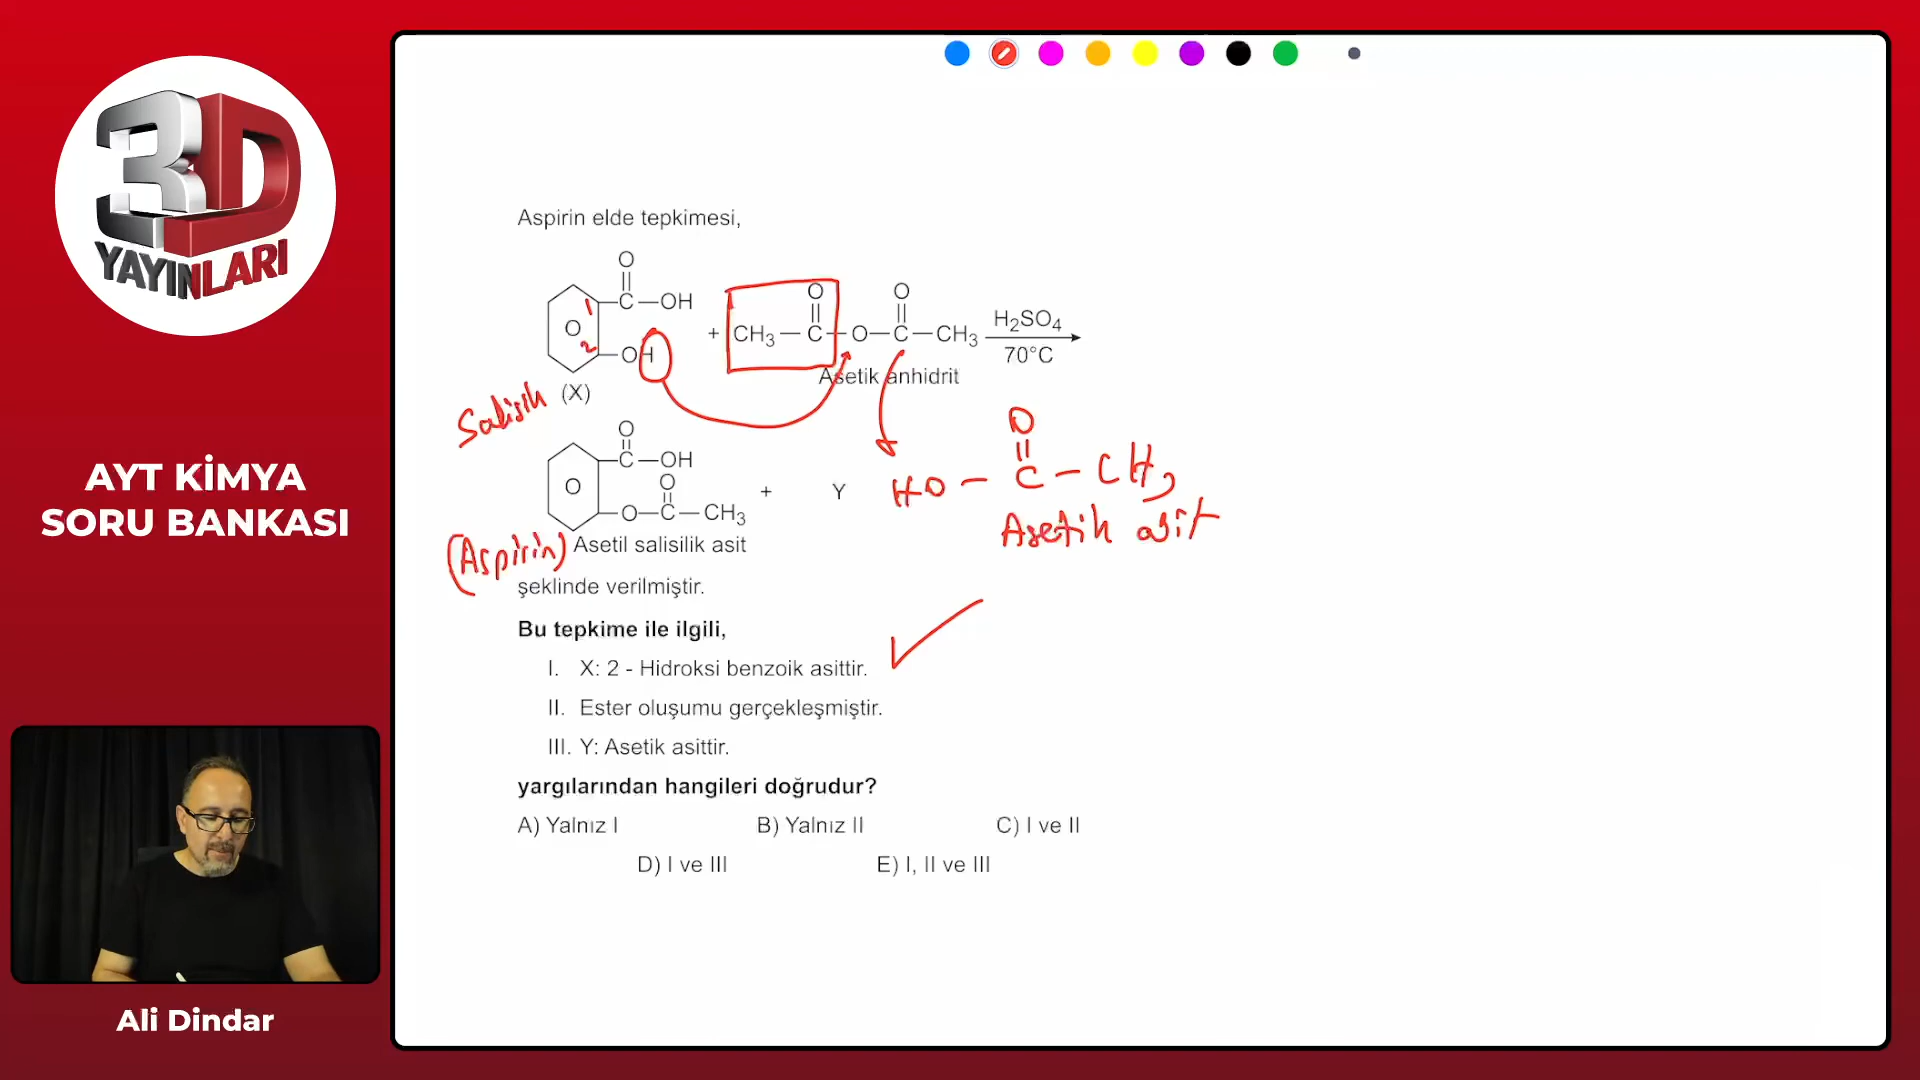 3D
YAYINLARI
AYT KİMYA
SORU BANKASI
Ali Dindar
Aspirin elde tepkimesi,
O
C—OH
1
O
2
OH
(X)
Salisik
+
O O
CH₃—C—O—C—CH₃
Asetik anhidrit
H₂SO₄
70°C
O
C—OH
O
O
O—C—CH₃
+ Y
O
HO—C—CH₃
Asetik asit
(Aspirin) Asetil salisilik asit
şeklinde verilmiştir.
Bu tepkime ile ilgili,
I. X: 2 - Hidroksi benzoik asittir.
II. Ester oluşumu gerçekleşmiştir.
III. Y: Asetik asittir.
yargılarından hangileri doğrudur?
A) Yalnız I B) Yalnız II C) I ve II
D) I ve III E) I, II ve III